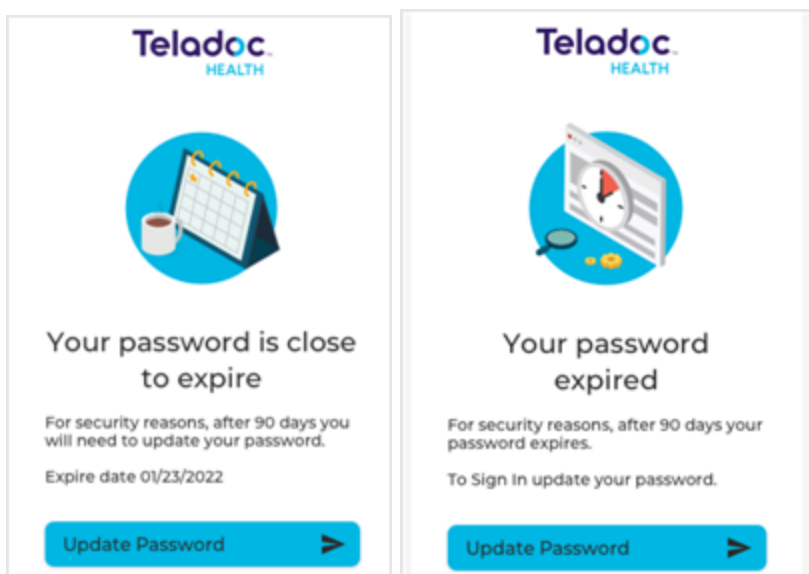 Teladoc™
HEALTH
Your password is close
to expire
For security reasons, after 90 days you
will need to update your password.
Expire date 01/23/2022
Update Password
Teladoc™
HEALTH
Your password
expired
For security reasons, after 90 days your
password expires.
To Sign In update your password.
Update Password